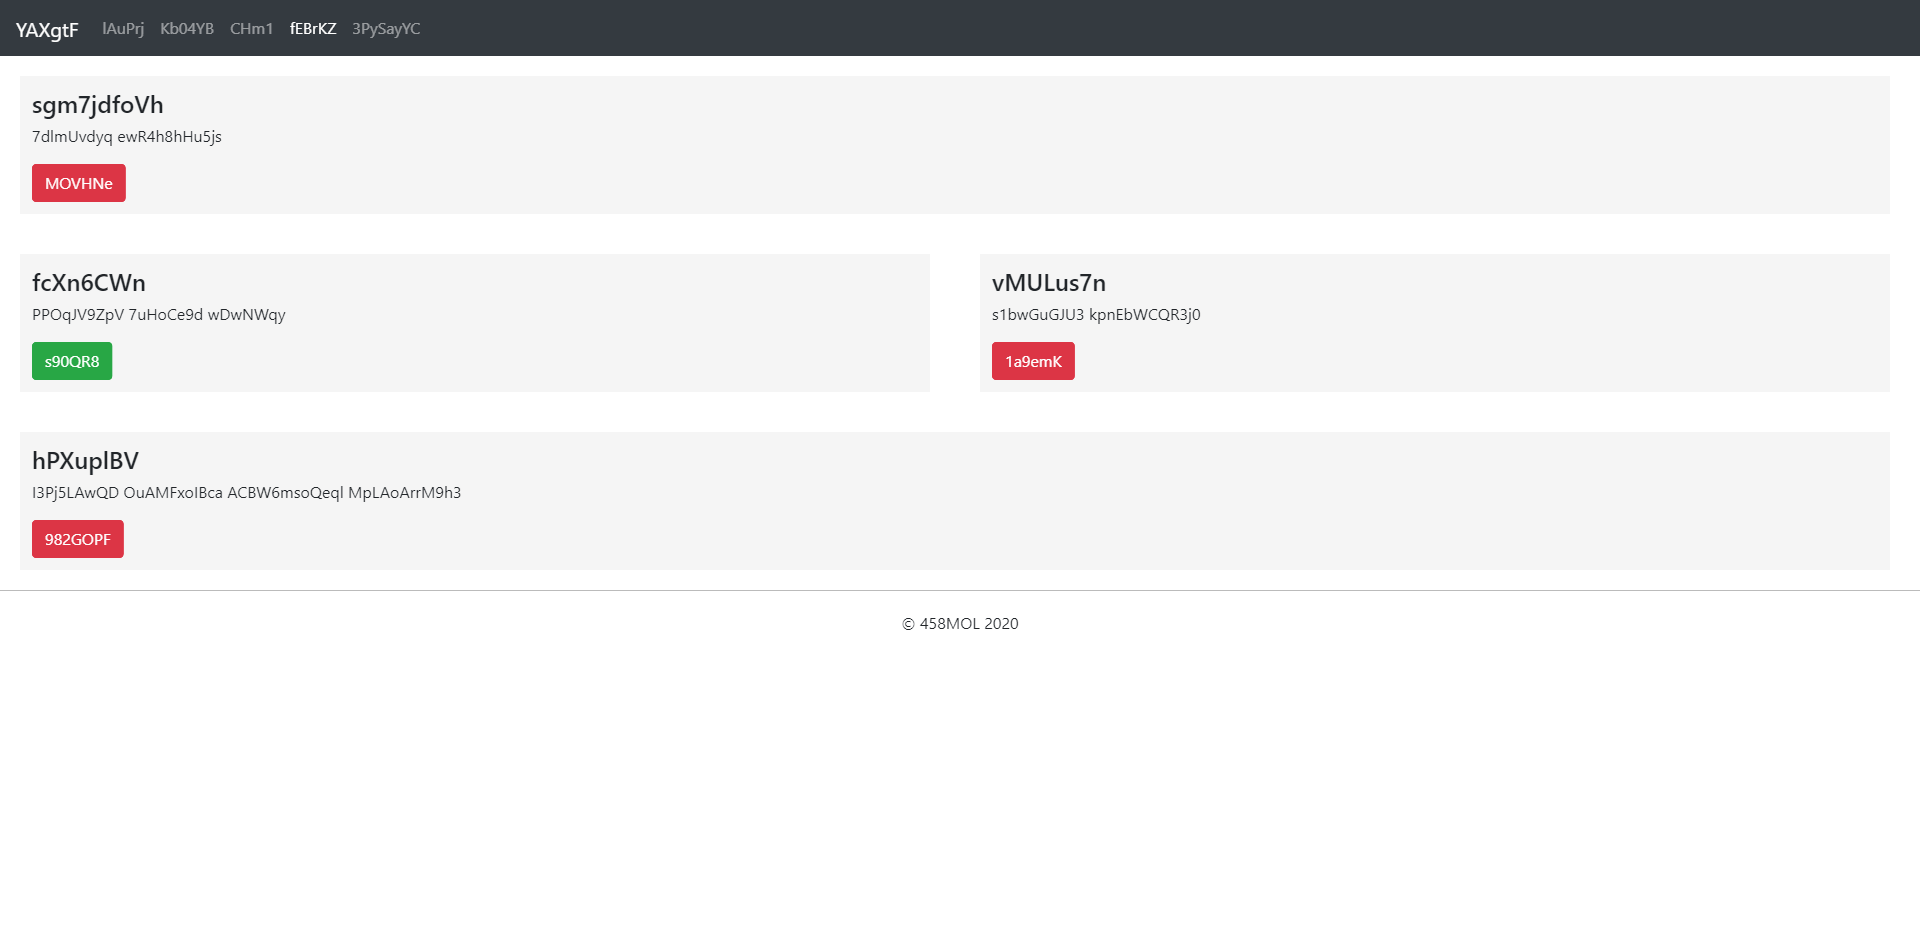 YAXgtF lAuPrj Kb04YB CHm1 fEBrKZ 3PySayYC
sgm7jdfoVh
7dlmUvdyq ewR4h8hHu5js
MOVHNe
fcXn6CWn
PPOqJV9ZpV 7uHoCe9d wDwNWqy
s90QR8
vMULus7n
s1bwGuGJU3 kpnEbWCQR3j0
1a9emK
hPXuplBV
I3Pj5LAwQD OuAMFxoIBca ACBW6msoQeql MpLAoArrM9h3
982GOPF
© 458MOL 2020